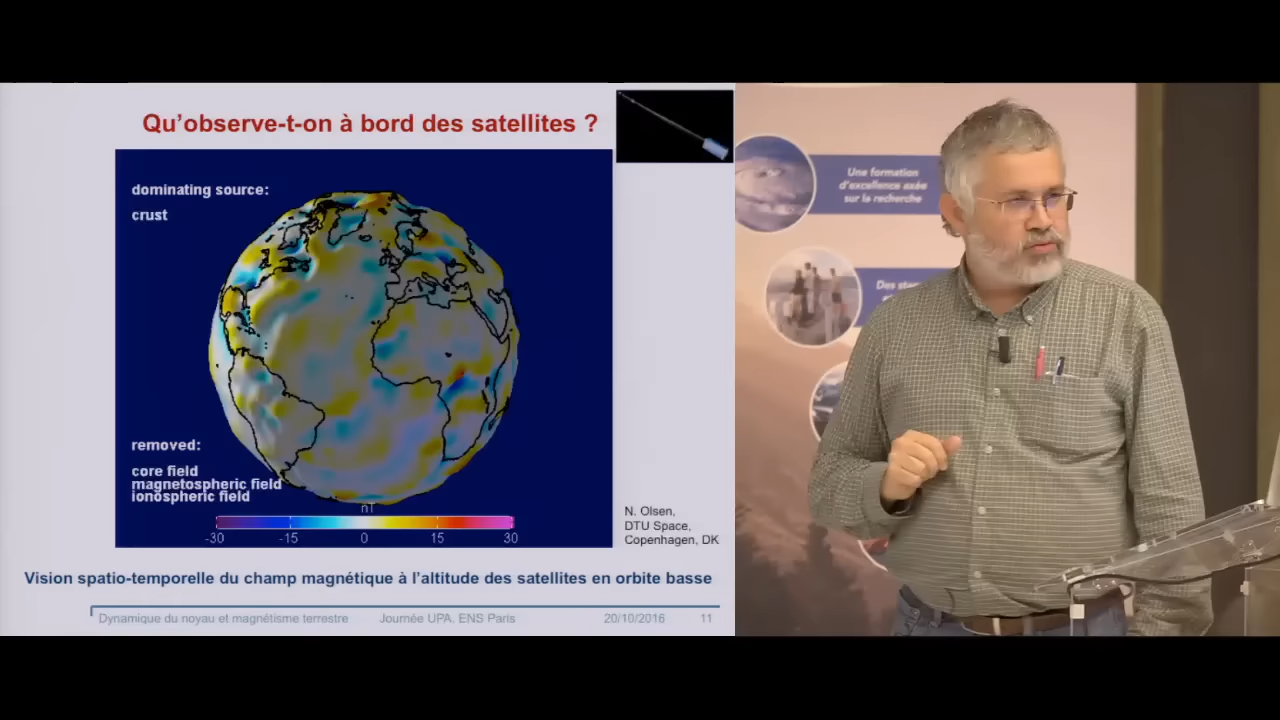 Qu'observe-t-on à bord des satellites ?
dominating source:
crust
removed:
core field
magnetospheric field
ionospheric field
nT
-30 -15 0 15 30
N. Olsen,
DTU Space,
Copenhagen, DK
Vision spatio-temporelle du champ magnétique à l'altitude des satellites en orbite basse
Dynamique du noyau et magnétisme terrestre Journée UPA. ENS Paris 20/10/2016 11
Une formation
d'excellence axée
sur la recherche
Des